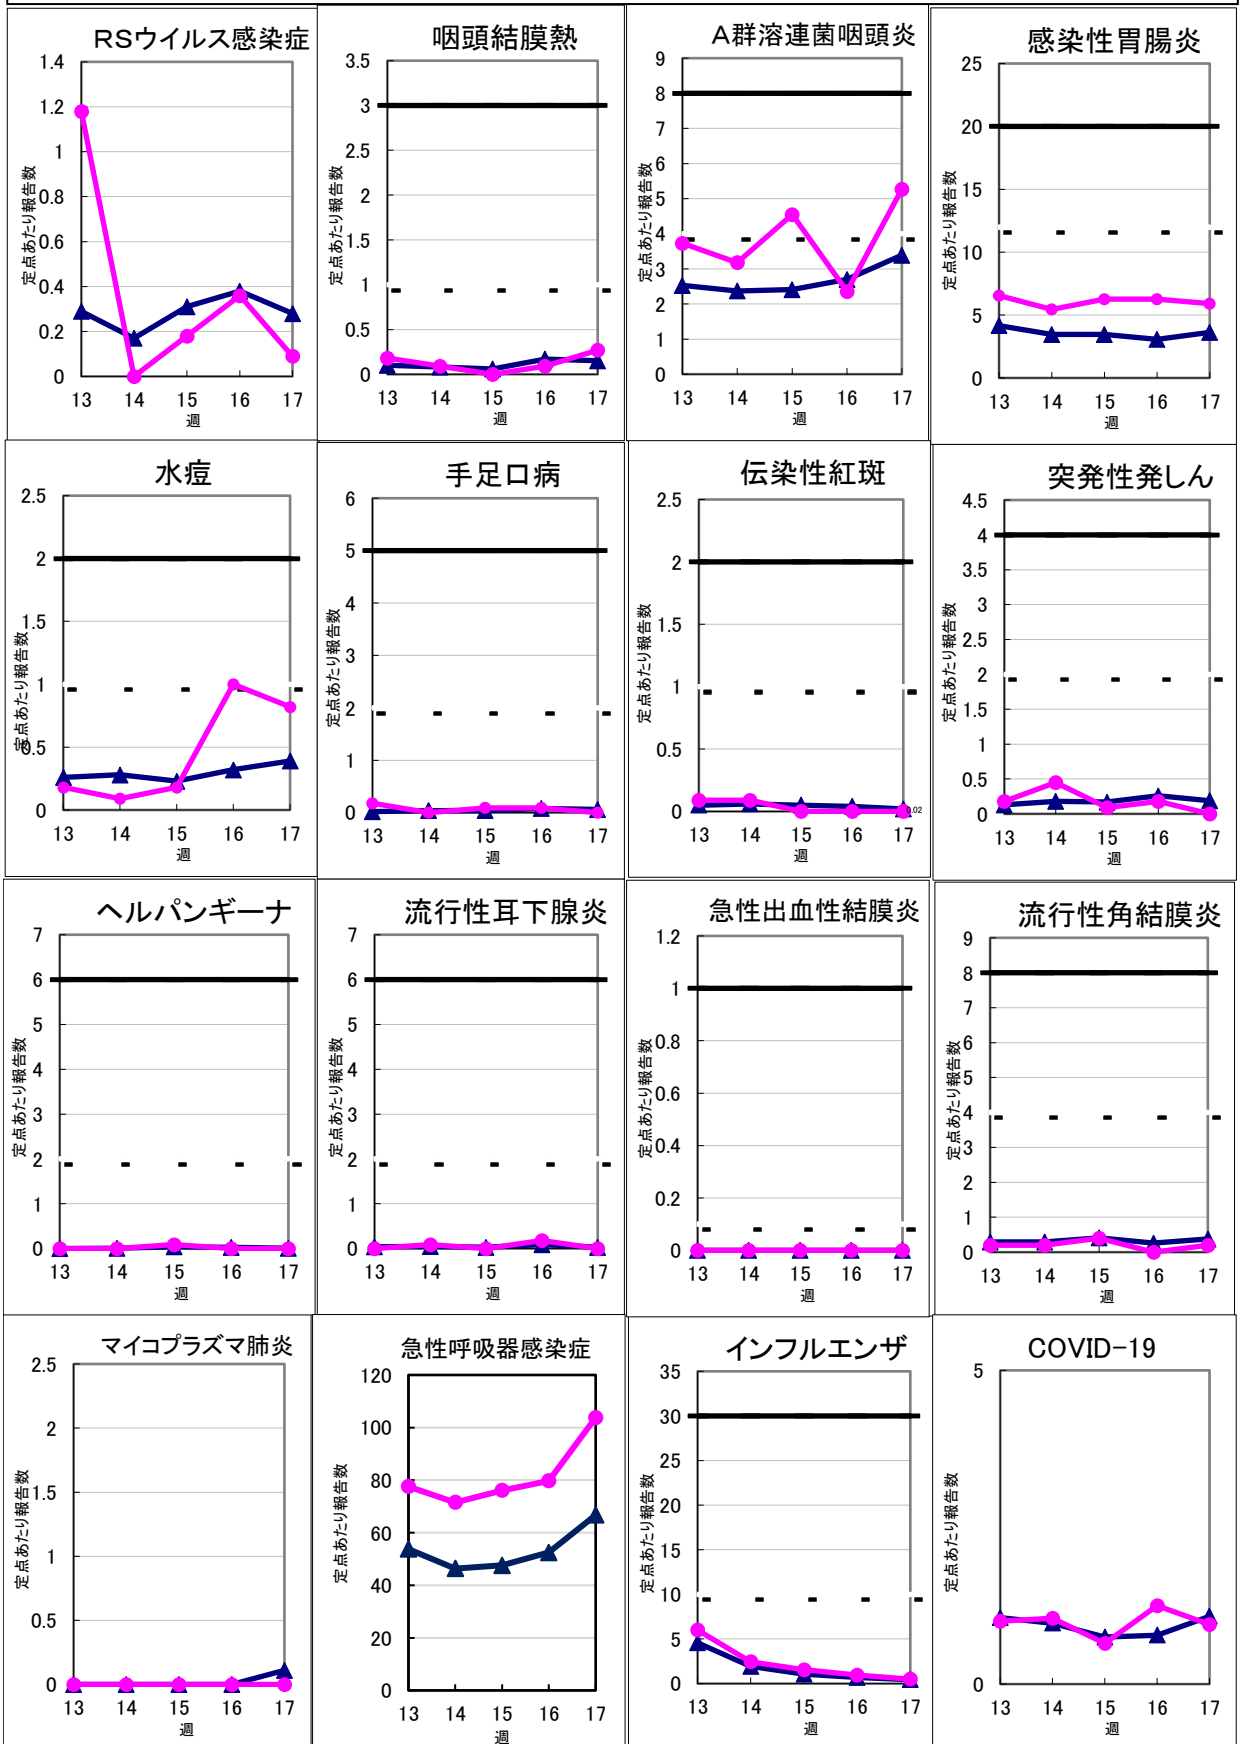 RSウイルス感染症
1.4
1.2
1
0.8
0.6
0.4
0.2
0
定点あたり報告数
13 14 15 16 17
週
咽頭結膜熱
3.5
3
2.5
2
1.5
1
0.5
0
定点あたり報告数
13 14 15 16 17
週
A群溶連菌咽頭炎
9
8
7
6
5
4
3
2
1
0
定点あたり報告数
13 14 15 16 17
週
感染性胃腸炎
25
20
15
10
5
0
定点あたり報告数
13 14 15 16 17
週
水痘
2.5
2
1.5
1
0.5
0
定点あたり報告数
13 14 15 16 17
週
手足口病
6
5
4
3
2
1
0
定点あたり報告数
13 14 15 16 17
週
伝染性紅斑
2.5
2
1.5
1
0.5
0
定点あたり報告数
0.02
13 14 15 16 17
週
突発性発しん
4.5
4
3.5
3
2.5
2
1.5
1
0.5
0
定点あたり報告数
13 14 15 16 17
週
ヘルパンギーナ
7
6
5
4
3
2
1
0
定点あたり報告数
13 14 15 16 17
週
流行性耳下腺炎
7
6
5
4
3
2
1
0
定点あたり報告数
13 14 15 16 17
週
急性出血性結膜炎
1.2
1
0.8
0.6
0.4
0.2
0
定点あたり報告数
13 14 15 16 17
週
流行性角結膜炎
9
8
7
6
5
4
3
2
1
0
定点あたり報告数
13 14 15 16 17
週
マイコプラズマ肺炎
2.5
2
1.5
1
0.5
0
定点あたり報告数
13 14 15 16 17
週
急性呼吸器感染症
120
100
80
60
40
20
0
定点あたり報告数
13 14 15 16 17
週
インフルエンザ
35
30
25
20
15
10
5
0
定点あたり報告数
13 14 15 16 17
週
COVID-19
5
0
定点あたり報告数
13 14 15 16 17
週